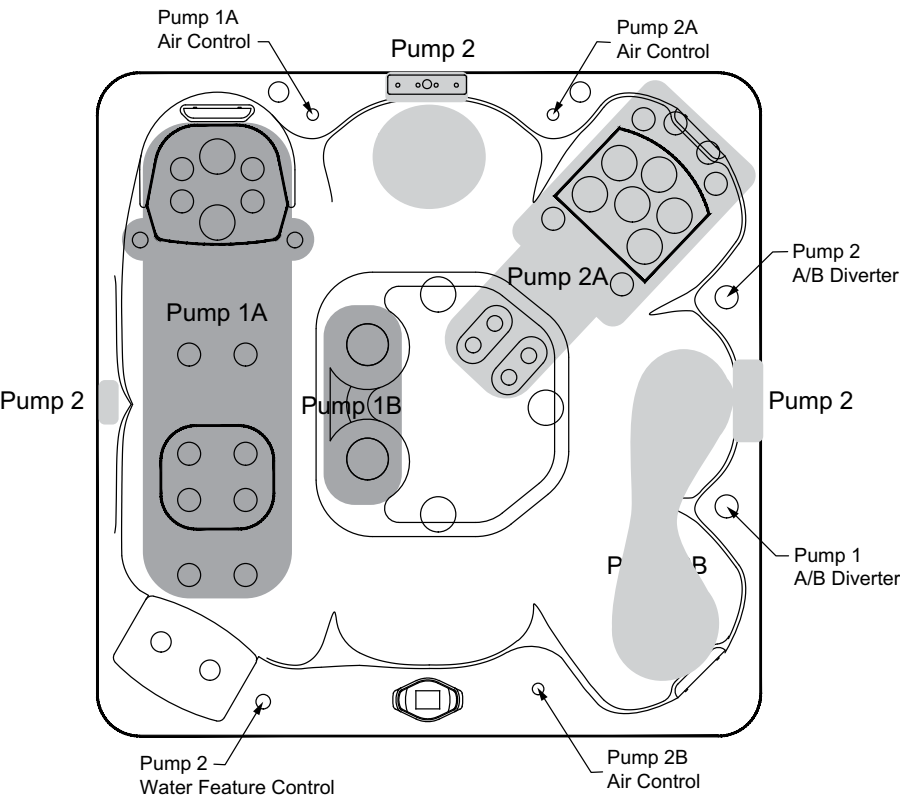 Pump 1A
Air Control
Pump 2A
Air Control
Pump 2
Pump 2
A/B Diverter
Pump 2A
Pump 1A
Pump 2
Pump 1B
Pump 2
Pump 1
A/B Diverter
P B
Pump 2
Water Feature Control
Pump 2B
Air Control